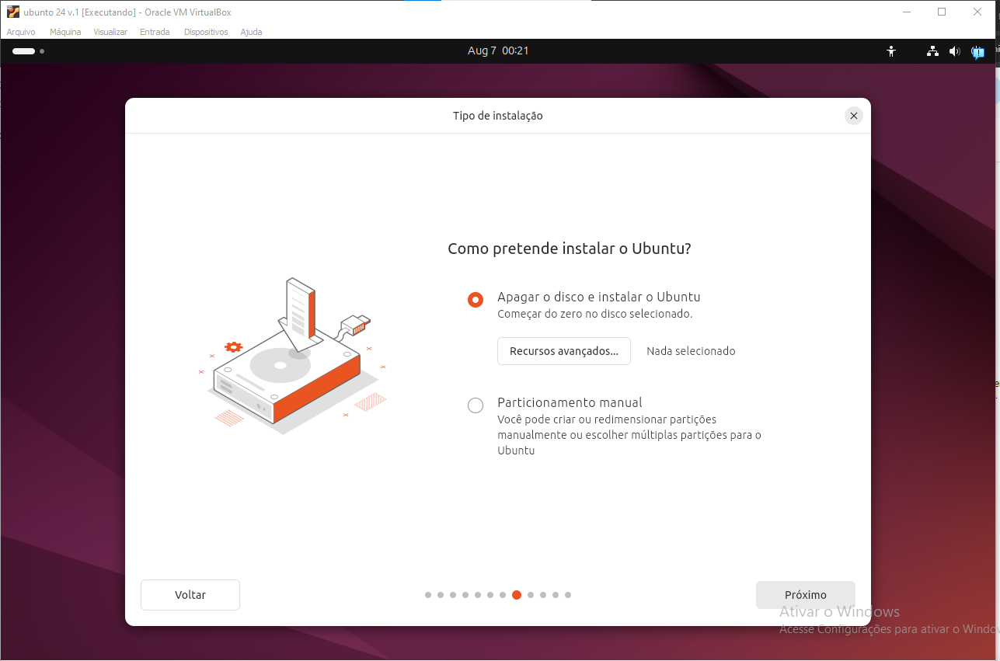 ubunto 24 v.1 [Executando] - Oracle VM VirtualBox
Arquivo Máquina Visualizar Entrada Dispositivos Ajuda
Aug 7 00:21
Tipo de instalação
Como pretende instalar o Ubuntu?
Apagar o disco e instalar o Ubuntu
Começar do zero no disco selecionado.
Recursos avançados... Nada selecionado
Particionamento manual
Você pode criar ou redimensionar partições
manualmente ou escolher múltiplas partições para o
Ubuntu
Voltar Próximo
Ativar o Windows
Acesse Configurações para ativar o Windo